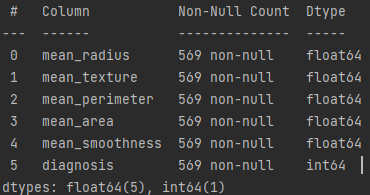 #   Column           Non-Null Count  Dtype
---  ------           --------------  -----
 0   mean_radius      569 non-null    float64
 1   mean_texture     569 non-null    float64
 2   mean_perimeter   569 non-null    float64
 3   mean_area        569 non-null    float64
 4   mean_smoothness  569 non-null    float64
 5   diagnosis        569 non-null    int64
dtypes: float64(5), int64(1)